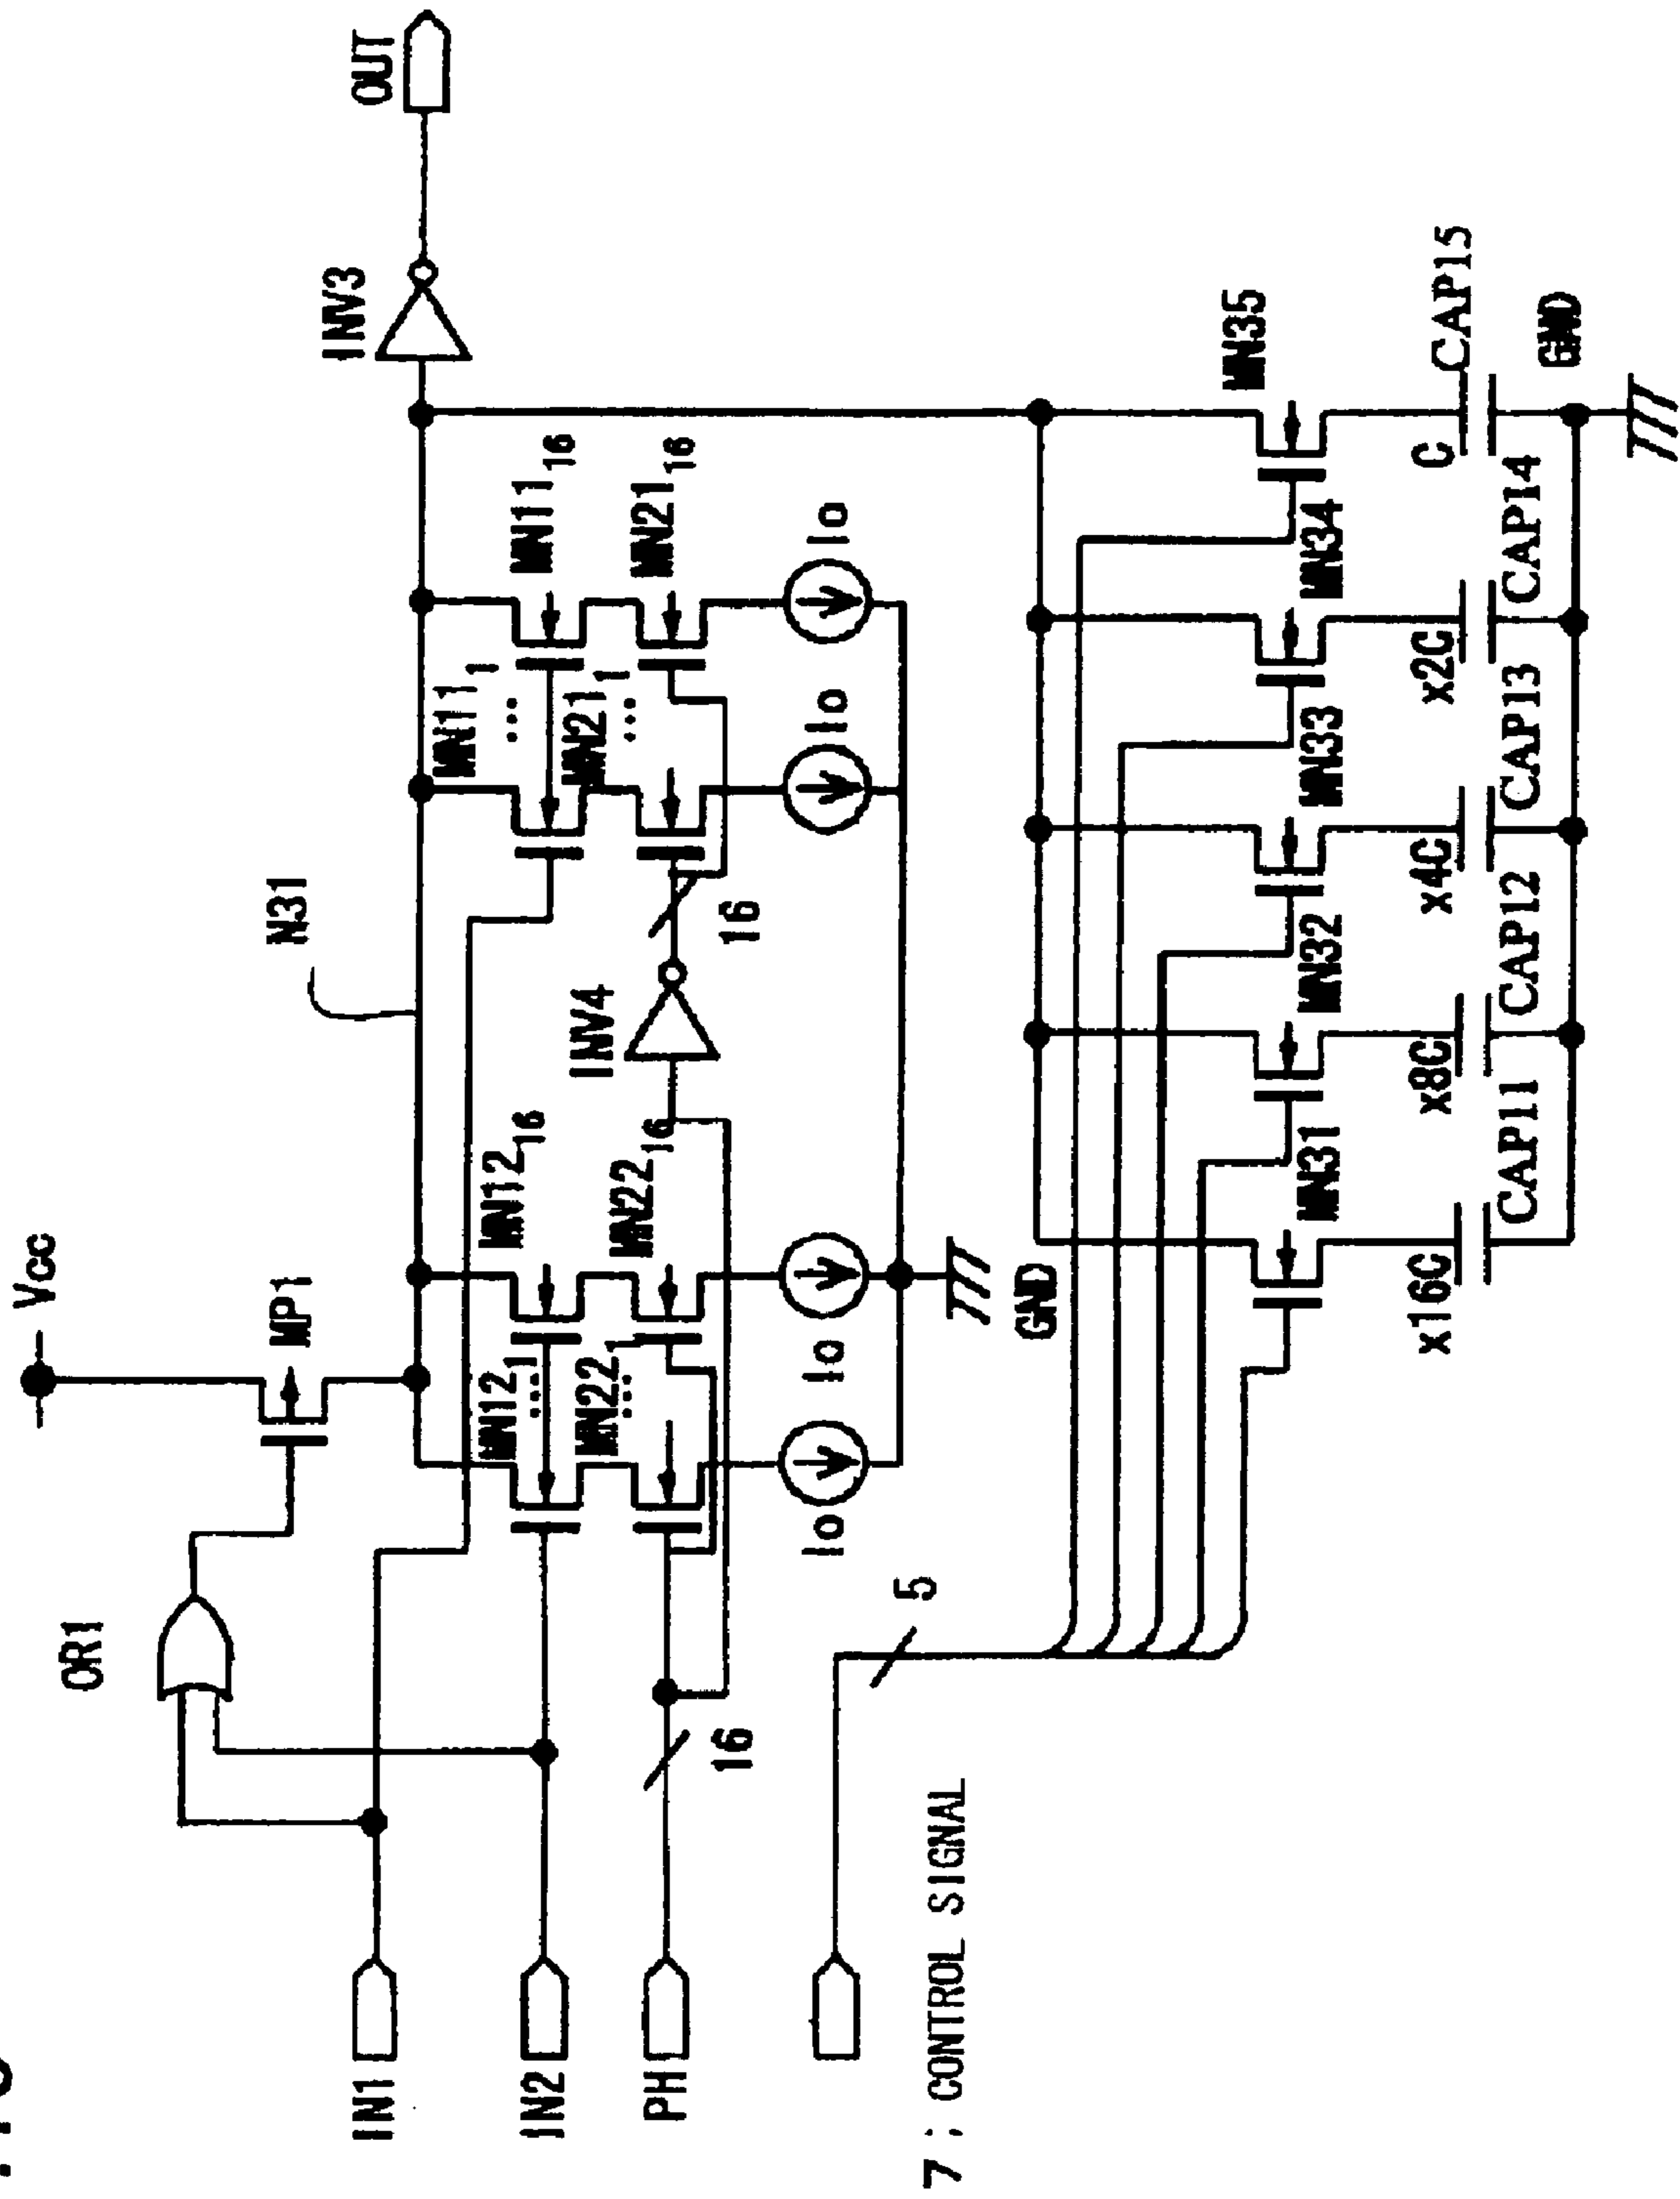 Vcc
OR1
MP1
N31
INV3
OUT
IN1
IN2
PH
16
MN12 1
...
MN12 16
MN22 1
...
MN22 16
INV4
16
MN11 1
...
MN11 16
MN21 1
...
MN21 16
Io
Io
Io
Io
GND
7 ; CONTROL SIGNAL
5
MN31
MN32
MN33
MN34
MN35
x16C
x8C
x4C
x2C
C
CAP11
CAP12
CAP13
CAP14
CAP15
GND